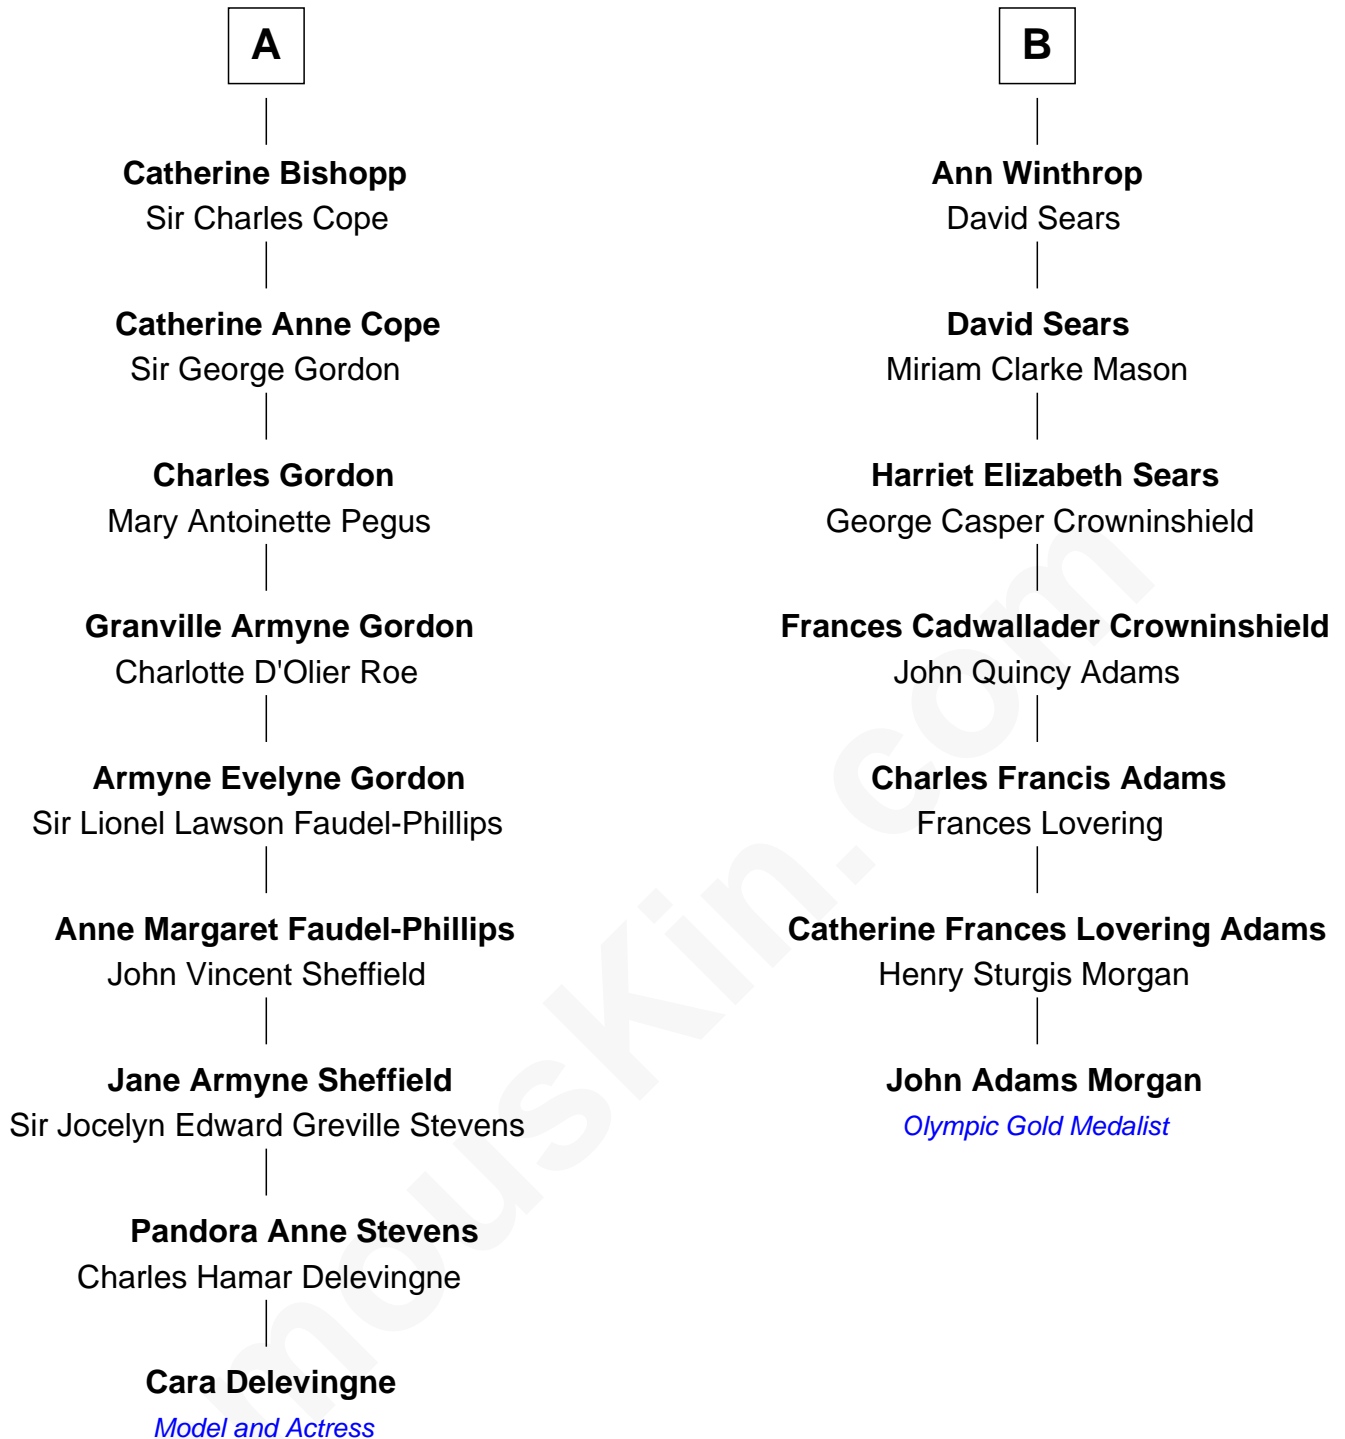 A
Catherine Bishopp
Sir Charles Cope
Catherine Anne Cope
Sir George Gordon
Charles Gordon
Mary Antoinette Pegus
Granville Armyne Gordon
Charlotte D'Olier Roe
Armyne Evelyne Gordon
Sir Lionel Lawson Faudel-Phillips
Anne Margaret Faudel-Phillips
John Vincent Sheffield
Jane Armyne Sheffield
Sir Jocelyn Edward Greville Stevens
Pandora Anne Stevens
Charles Hamar Delevingne
Cara Delevingne
Model and Actress
B
Ann Winthrop
David Sears
David Sears
Miriam Clarke Mason
Harriet Elizabeth Sears
George Casper Crowninshield
Frances Cadwallader Crowninshield
John Quincy Adams
Charles Francis Adams
Frances Lovering
Catherine Frances Lovering Adams
Henry Sturgis Morgan
John Adams Morgan
Olympic Gold Medalist
mousKin.com